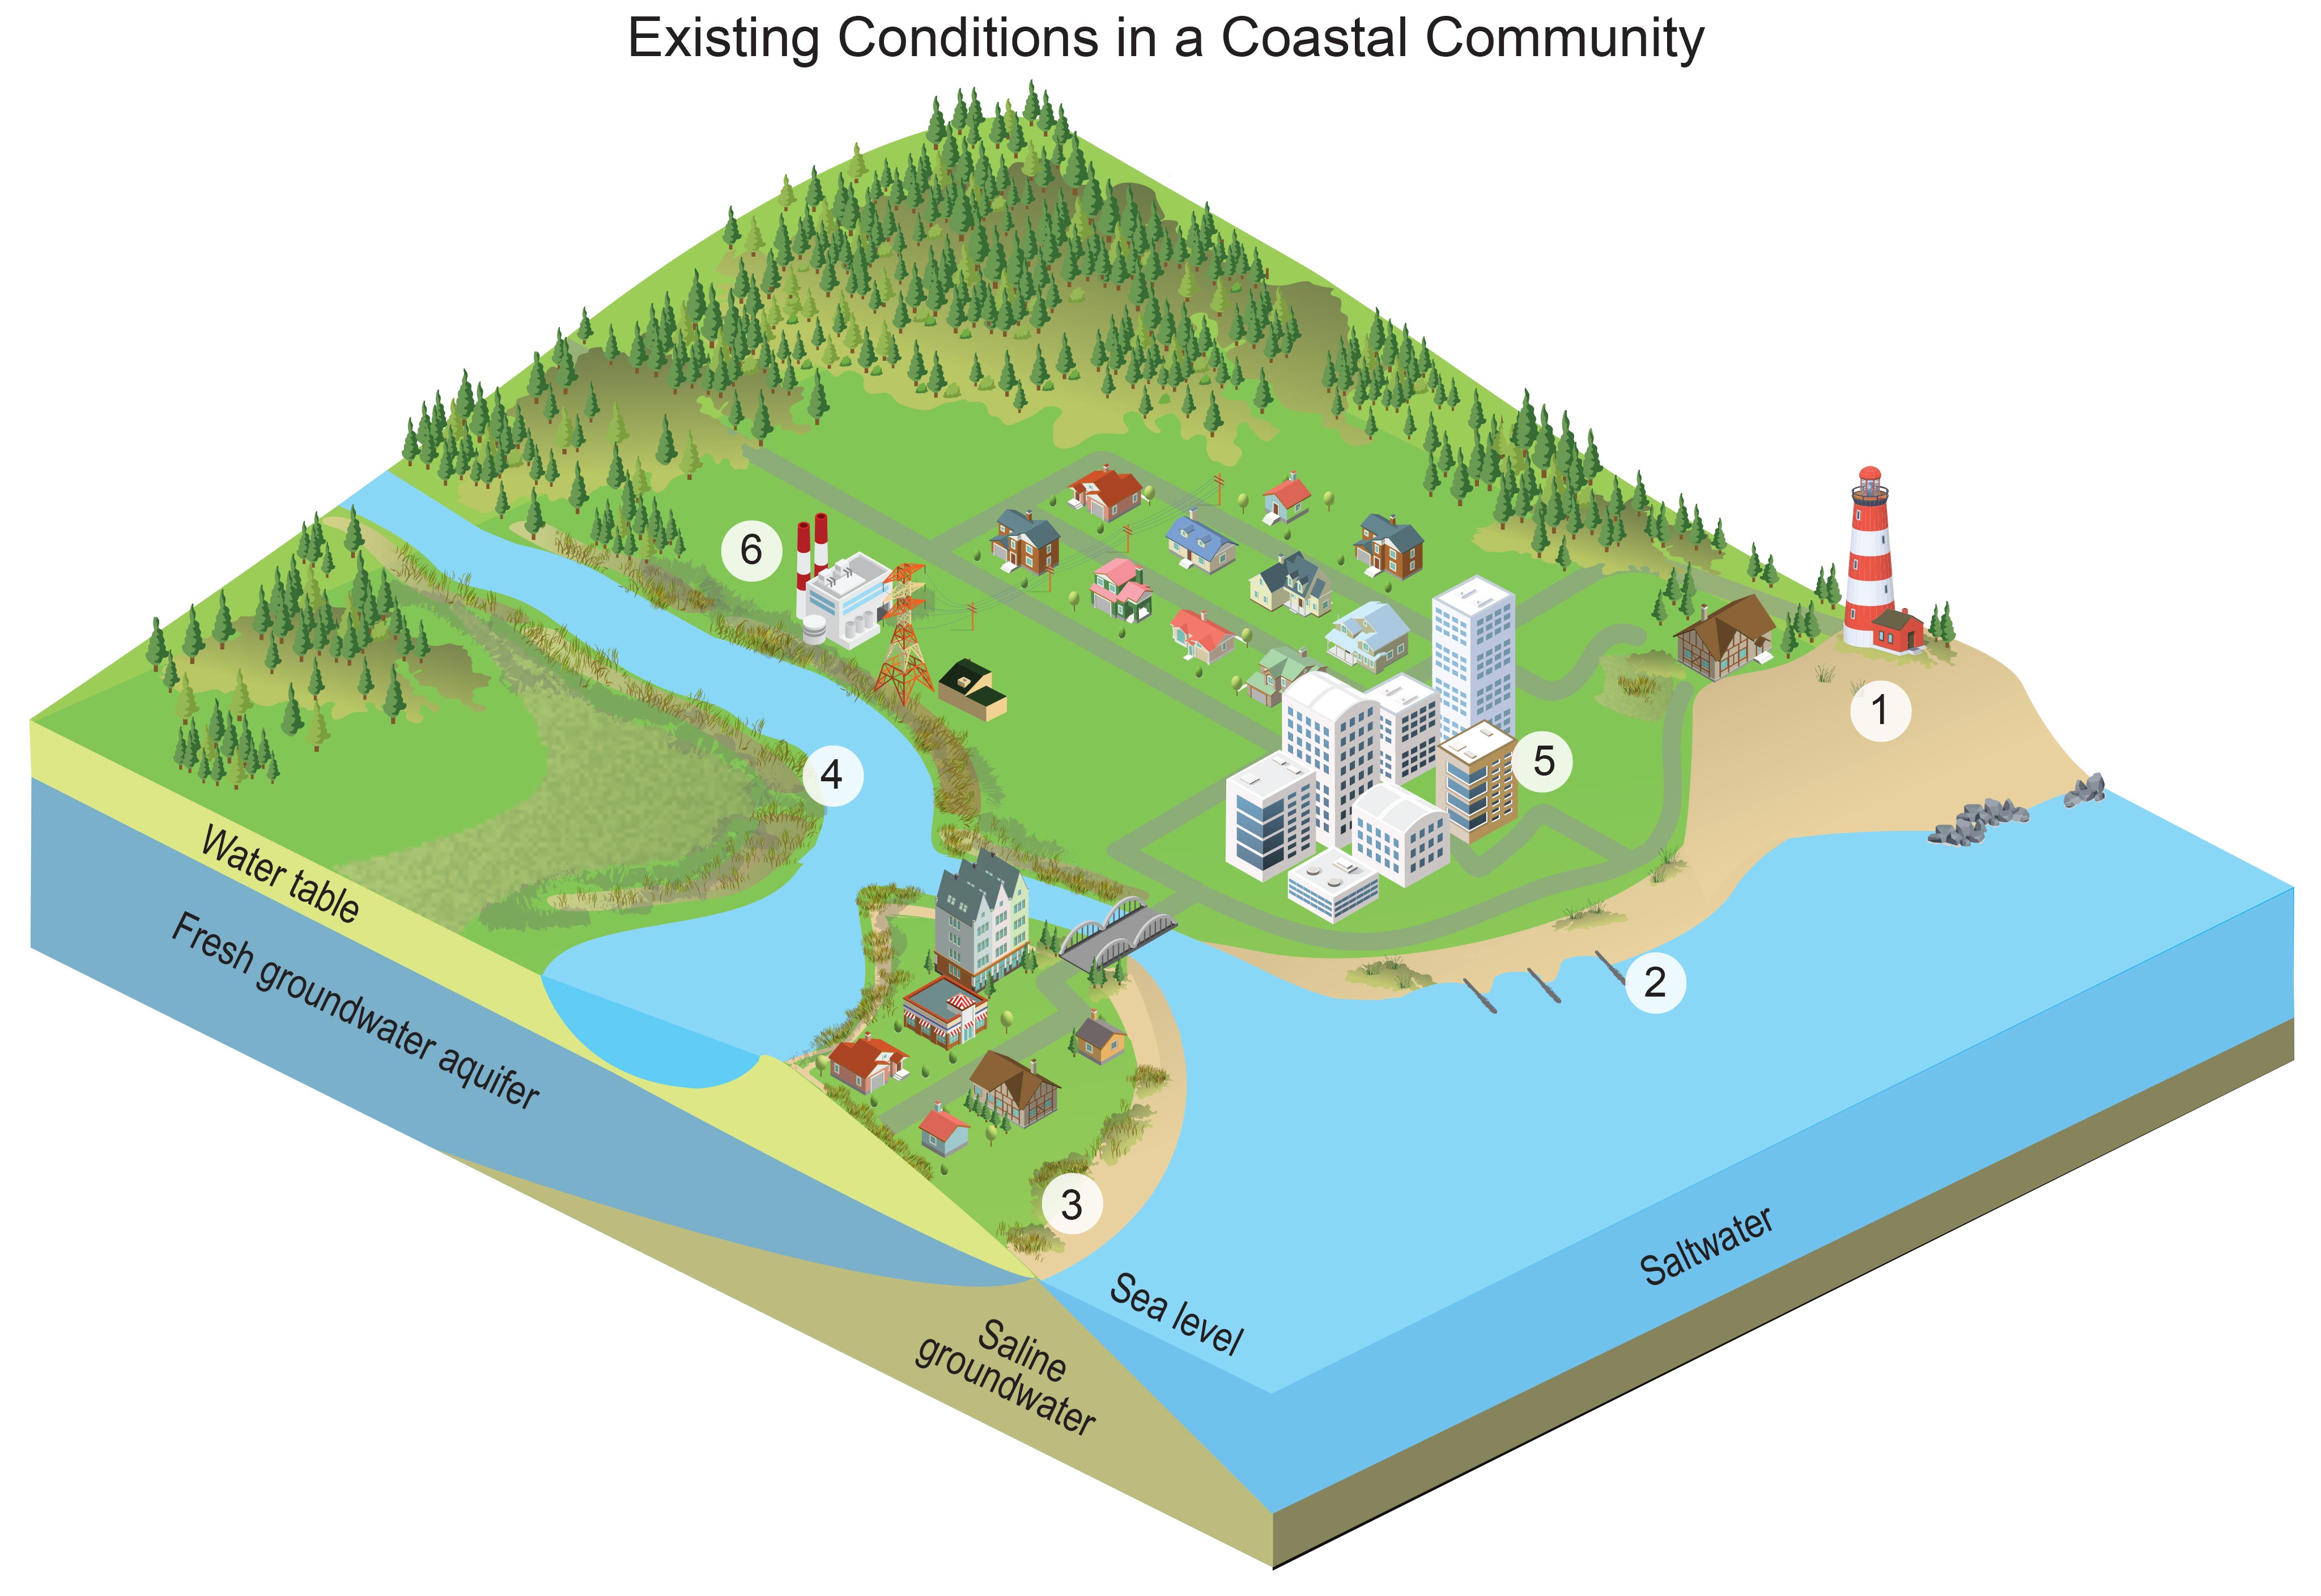 Existing Conditions in a Coastal Community
6
1
5
4
Water table
2
Fresh groundwater aquifer
3
Saltwater
Sea level
Saline
groundwater